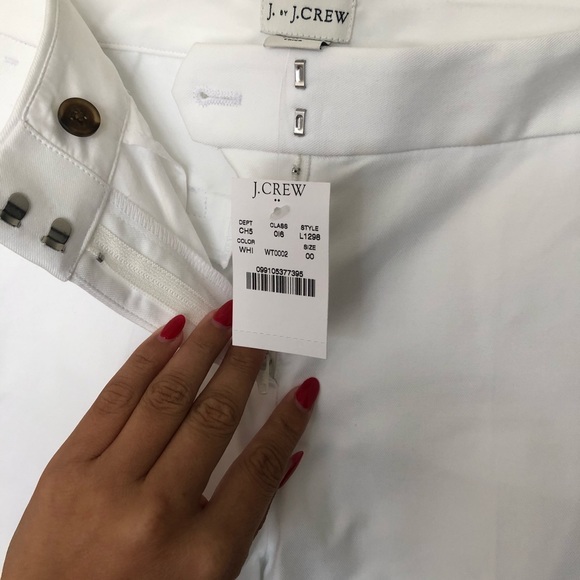 J. BY J.CREW
J.CREW
DEPT CLASS STYLE
CH5 016 L1298
COLOR SIZE
WHI WT0002 00
099105377395